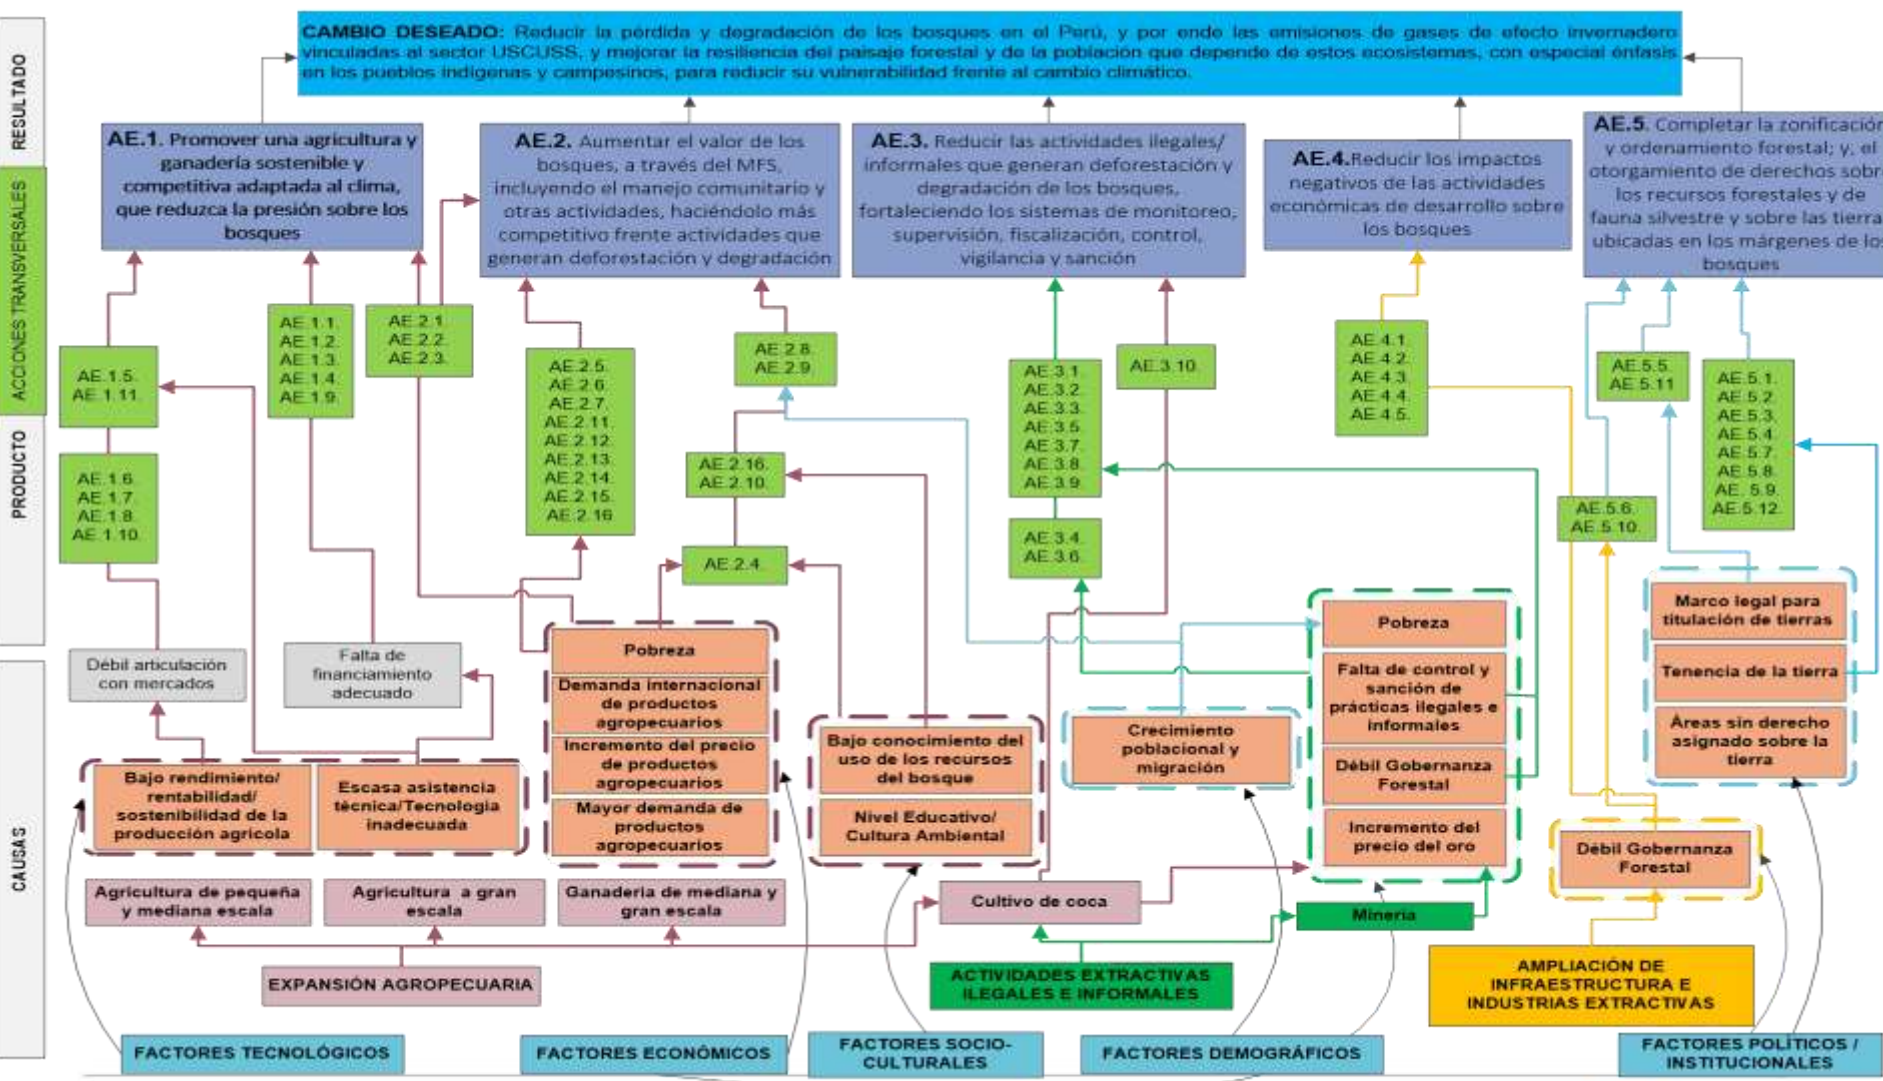 RESULTADO
ACCIONES TRANSVERSALES
PRODUCTO
CAUSAS
CAMBIO DESEADO: Reducir la pérdida y degradación de los bosques en el Perú, y por ende las emisiones de gases de efecto invernadero
vinculadas al sector USCUSS, y mejorar la resiliencia del paisaje forestal y de la población que depende de estos ecosistemas, con especial énfasis
en los pueblos indígenas y campesinos, para reducir su vulnerabilidad frente al cambio climático.
AE.1. Promover una agricultura y
ganadería sostenible y
competitiva adaptada al clima,
que reduzca la presión sobre los
bosques
AE.2. Aumentar el valor de los
bosques, a través del MFS,
incluyendo el manejo comunitario y
otras actividades, haciéndolo más
competitivo frente actividades que
generan deforestación y degradación
AE.3. Reducir las actividades ilegales/
informales que generan deforestación y
degradación de los bosques,
fortaleciendo los sistemas de monitoreo,
supervisión, fiscalización, control,
vigilancia y sanción
AE.4.Reducir los impactos
negativos de las actividades
económicas de desarrollo sobre
los bosques
AE.5. Completar la zonificación
y ordenamiento forestal; y, el
otorgamiento de derechos sobre
los recursos forestales y de
fauna silvestre y sobre las tierra
ubicadas en los márgenes de los
bosques
AE.1.5.
AE.1.11.
AE.1.6.
AE.1.7.
AE.1.8.
AE.1.10.
AE.1.1.
AE.1.2.
AE.1.3.
AE.1.4.
AE.1.9.
AE.2.1.
AE.2.2.
AE.2.3.
AE.2.5.
AE.2.6.
AE.2.7.
AE.2.11.
AE.2.12.
AE.2.13.
AE.2.14.
AE.2.15.
AE.2.16
AE.2.8.
AE.2.9.
AE.2.16.
AE.2.10.
AE.2.4.
AE.3.1.
AE.3.2.
AE.3.3.
AE.3.5.
AE.3.7.
AE.3.8.
AE.3.9.
AE.3.4.
AE.3.6.
AE.3.10.
AE.4.1.
AE.4.2.
AE.4.3.
AE.4.4.
AE.4.5.
AE.5.5.
AE.5.11
AE.5.6.
AE.5.10.
AE.5.1.
AE.5.2.
AE.5.3.
AE.5.4.
AE.5.7.
AE.5.8.
AE. 5.9.
AE.5.12.
Débil articulación
con mercados
Falta de
financiamiento
adecuado
Bajo rendimiento/
rentabilidad/
sostenibilidad de la
producción agrícola
Escasa asistencia
técnica/Tecnología
inadecuada
Pobreza
Demanda internacional
de productos
agropecuarios
Incremento del precio
de productos
agropecuarios
Mayor demanda de
productos
agropecuarios
Bajo conocimiento del
uso de los recursos
del bosque
Nivel Educativo/
Cultura Ambiental
Crecimiento
poblacional y
migración
Pobreza
Falta de control y
sanción de
prácticas ilegales e
informales
Débil Gobernanza
Forestal
Incremento del
precio del oro
Marco legal para
titulación de tierras
Tenencia de la tierra
Áreas sin derecho
asignado sobre la
tierra
Débil Gobernanza
Forestal
Agricultura de pequeña
y mediana escala
Agricultura a gran
escala
Ganadería de mediana y
gran escala
Cultivo de coca
Minería
EXPANSIÓN AGROPECUARIA
ACTIVIDADES EXTRACTIVAS
ILEGALES E INFORMALES
AMPLIACIÓN DE
INFRAESTRUCTURA E
INDUSTRIAS EXTRACTIVAS
FACTORES TECNOLÓGICOS
FACTORES ECONÓMICOS
FACTORES SOCIO-
CULTURALES
FACTORES DEMOGRÁFICOS
FACTORES POLÍTICOS /
INSTITUCIONALES